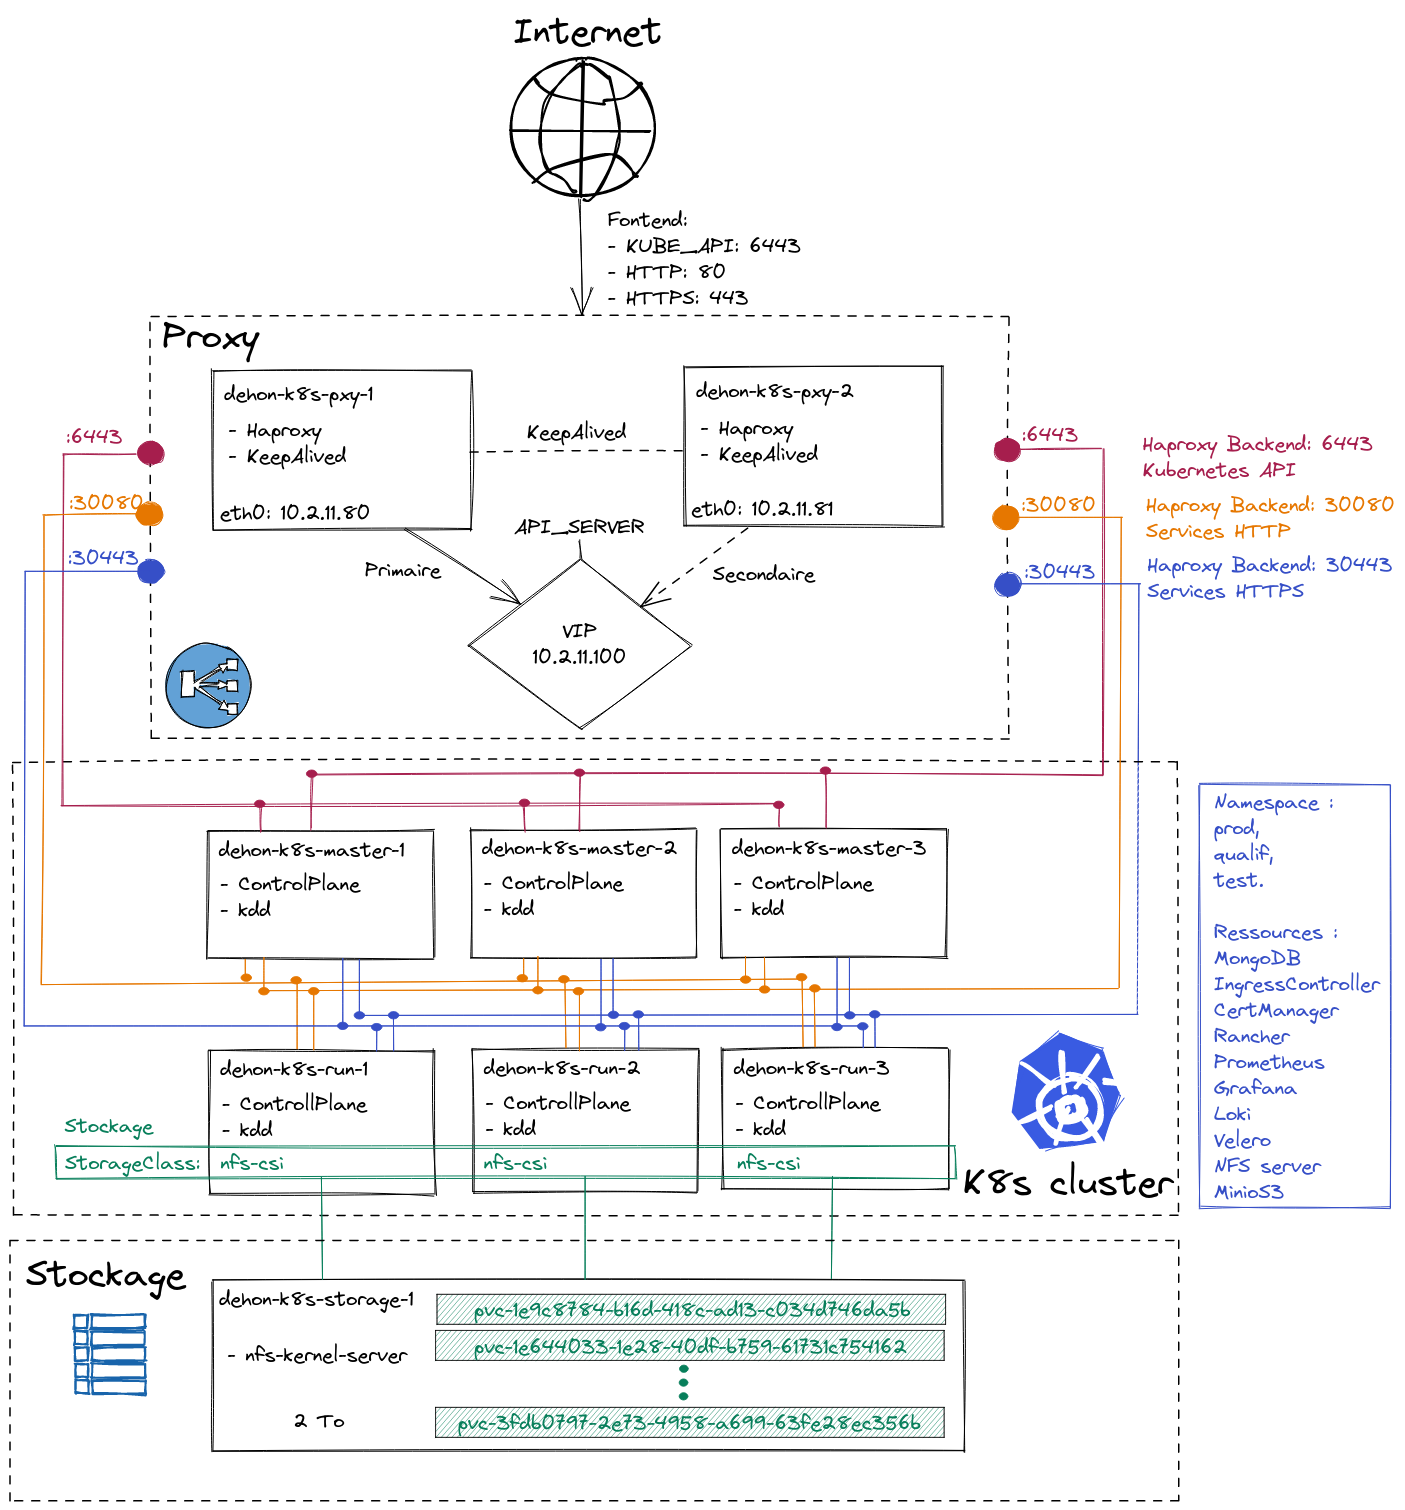 Internet
Fontend:
- KUBE_API: 6443
- HTTP: 80
- HTTPS: 443
Proxy
dehon-k8s-pxy-1
- Haproxy
- KeepAlived
eth0: 10.2.11.80
KeepAlived
dehon-k8s-pxy-2
- Haproxy
- KeepAlived
eth0: 10.2.11.81
API_SERVER
Primaire
Secondaire
VIP
10.2.11.100
:6443
:30080
:30443
:6443
:30080
:30443
Haproxy Backend: 6443
Kubernetes API
Haproxy Backend: 30080
Services HTTP
Haproxy Backend: 30443
Services HTTPS
dehon-k8s-master-1
- ControlPlane
- kdd
dehon-k8s-master-2
- ControlPlane
- kdd
dehon-k8s-master-3
- ControlPlane
- kdd
dehon-k8s-run-1
- ControllPlane
- kdd
dehon-k8s-run-2
- ControllPlane
- kdd
dehon-k8s-run-3
- ControllPlane
- kdd
Stockage
StorageClass: nfs-csi nfs-csi nfs-csi
K8s cluster
Namespace :
prod,
qualif,
test.
Ressources :
MongoDB
IngressController
CertManager
Rancher
Prometheus
Grafana
Loki
Velero
NFS server
MinioS3
Stockage
dehon-k8s-storage-1
- nfs-kernel-server
2 To
pvc-1e9c8784-b16d-418c-ad13-c034d746da5b
pvc-1e644033-1e28-40df-b759-61731c754162
pvc-3fdb0797-2e73-4958-a699-63fe28ec356b